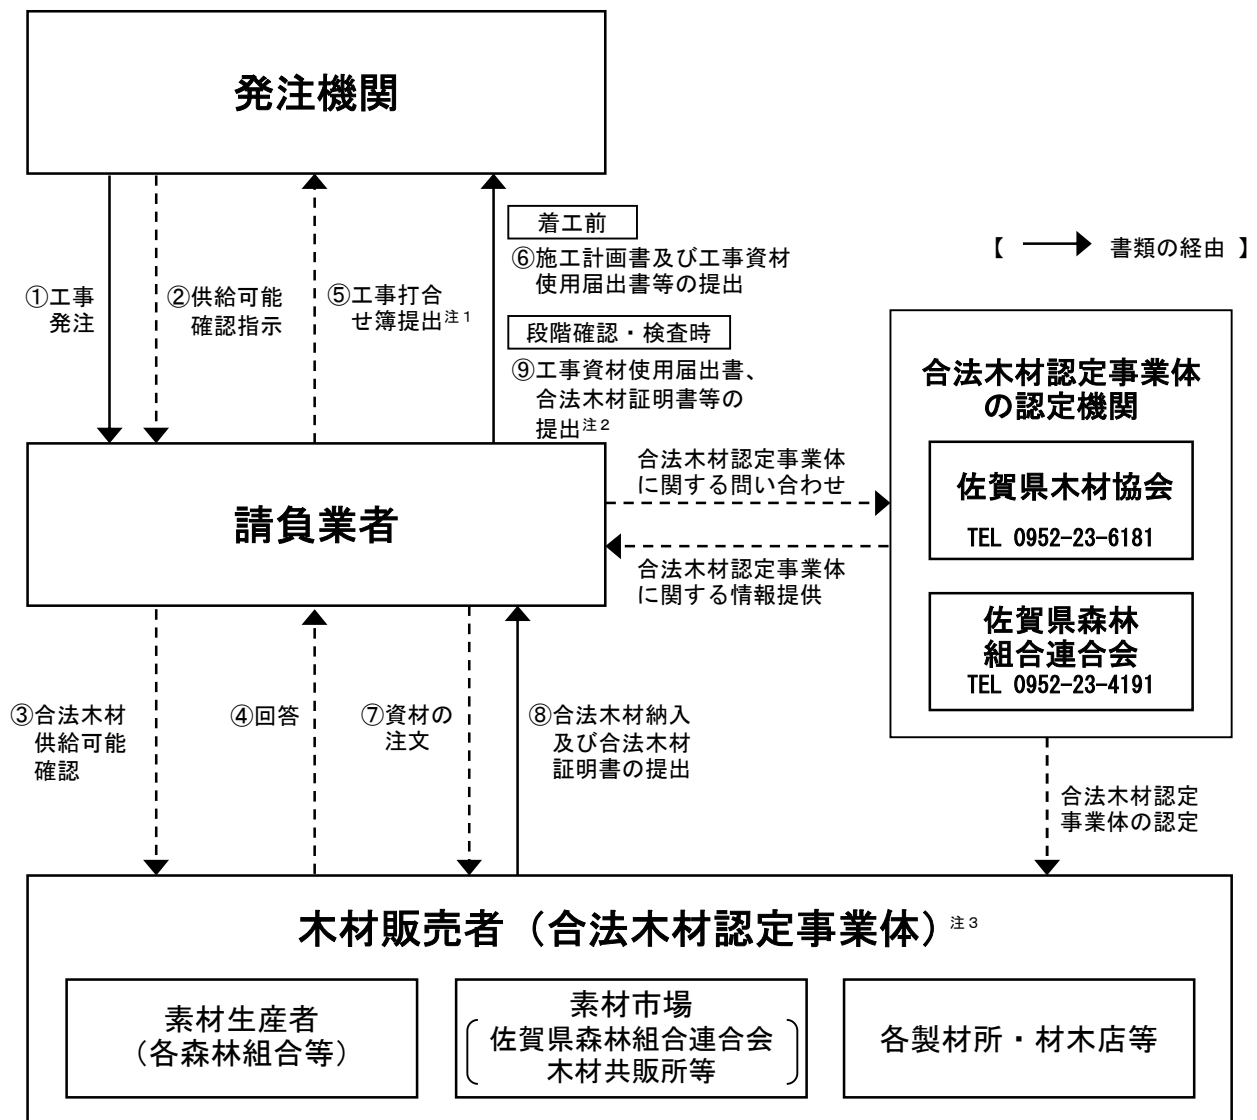 発注機関
①工事
発注
②供給可能
確認指示
⑤工事打合
せ簿提出注1
着工前
⑥施工計画書及び工事資材
使用届出書等の提出
段階確認・検査時
⑨工事資材使用届出書、
合法木材証明書等の
提出注2
【 → 書類の経由 】
請負業者
合法木材認定事業体
に関する問い合わせ
合法木材認定事業体
に関する情報提供
合法木材認定事業体
の認定機関
佐賀県木材協会
TEL 0952-23-6181
佐賀県森林
組合連合会
TEL 0952-23-4191
③合法木材
供給可能
確認
④回答
⑦資材の
注文
⑧合法木材納入
及び合法木材
証明書の提出
合法木材認定
事業体の認定
木材販売者（合法木材認定事業体）注3
素材生産者
（各森林組合等）
素材市場
佐賀県森林組合連合会
木材共販所等
各製材所・材木店等